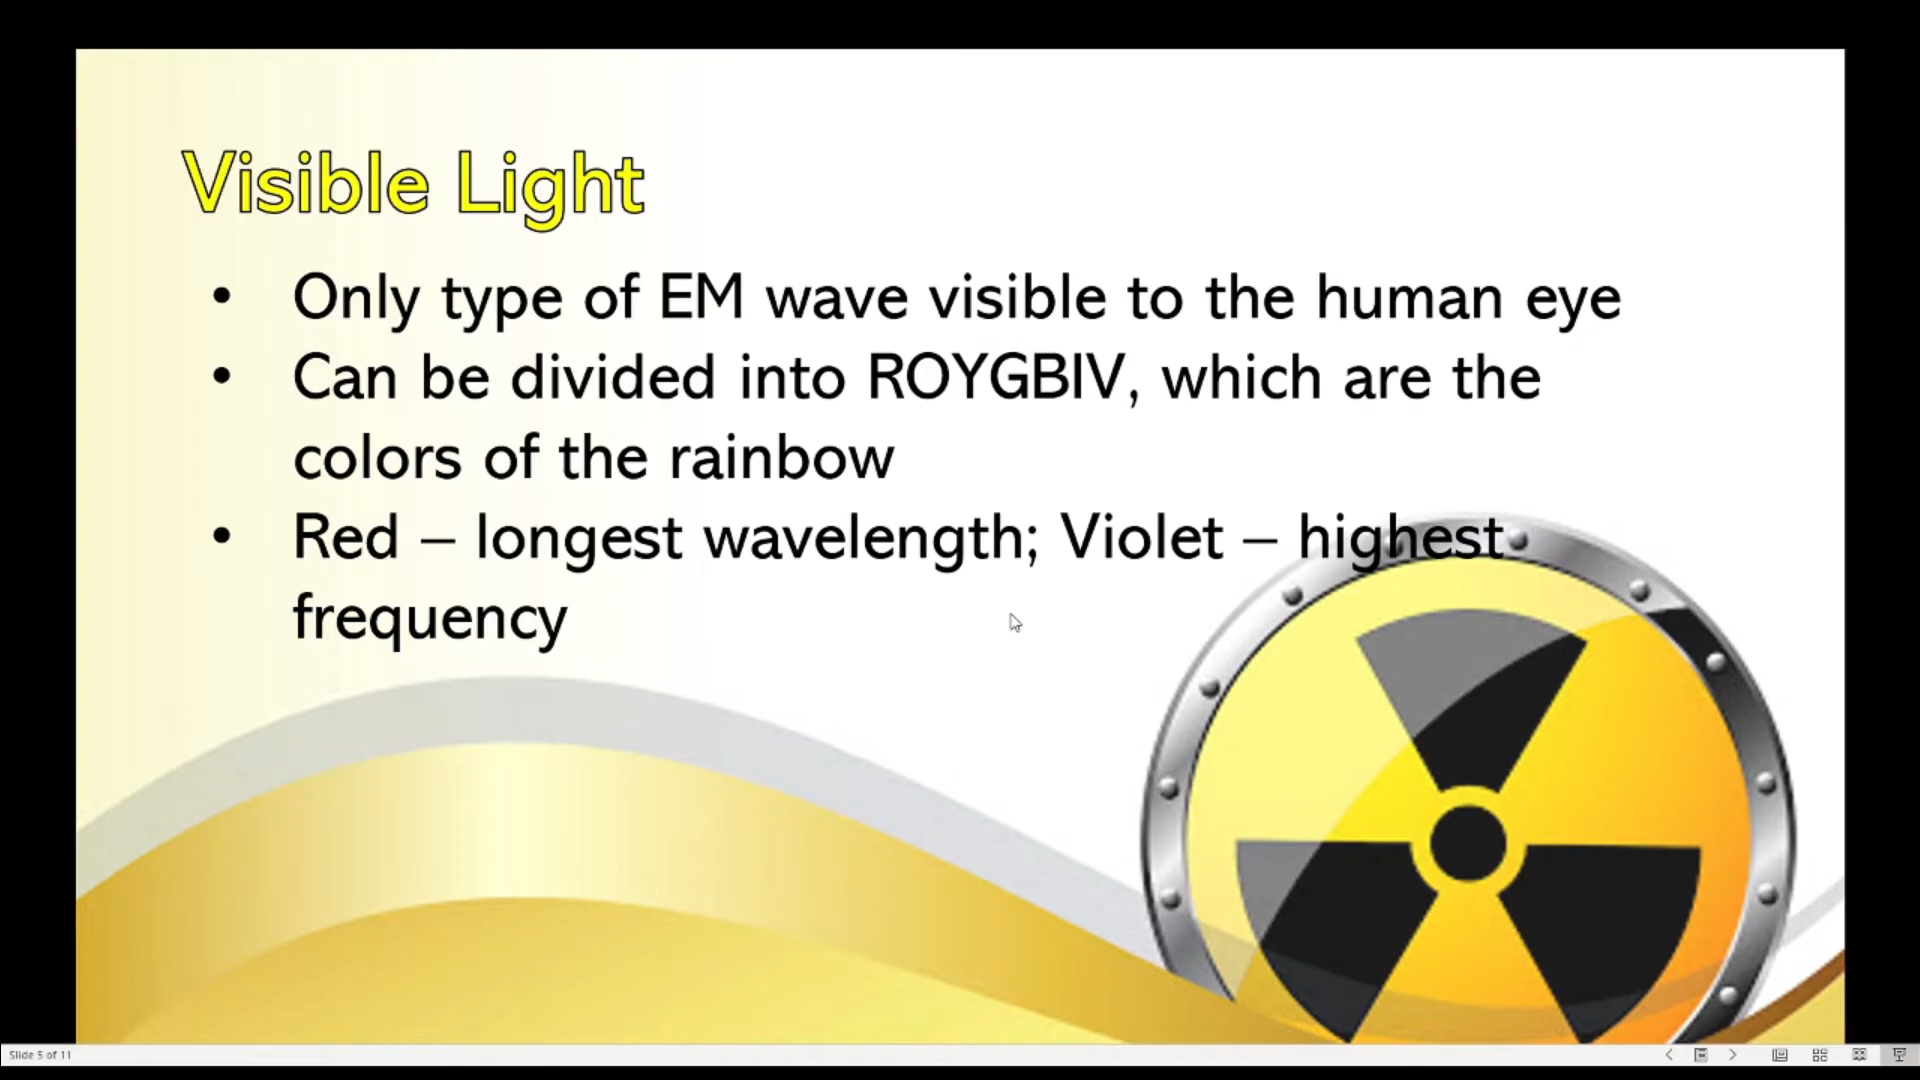 Visible Light
• Only type of EM wave visible to the human eye
• Can be divided into ROYGBIV, which are the
colors of the rainbow
• Red – longest wavelength; Violet – highest
frequency
Slide 5 of 11